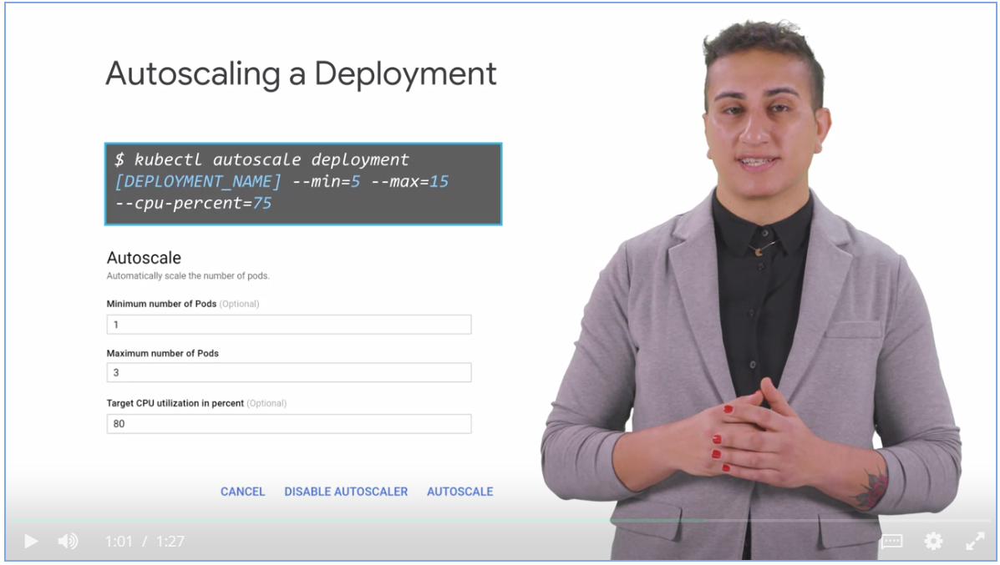 Autoscaling a Deployment
$ kubectl autoscale deployment
[DEPLOYMENT_NAME] --min=5 --max=15
--cpu-percent=75
Autoscale
Automatically scale the number of pods.
Minimum number of Pods (Optional)
1
Maximum number of Pods
3
Target CPU utilization in percent (Optional)
80
CANCEL DISABLE AUTOSCALER AUTOSCALE
1:01 / 1:27